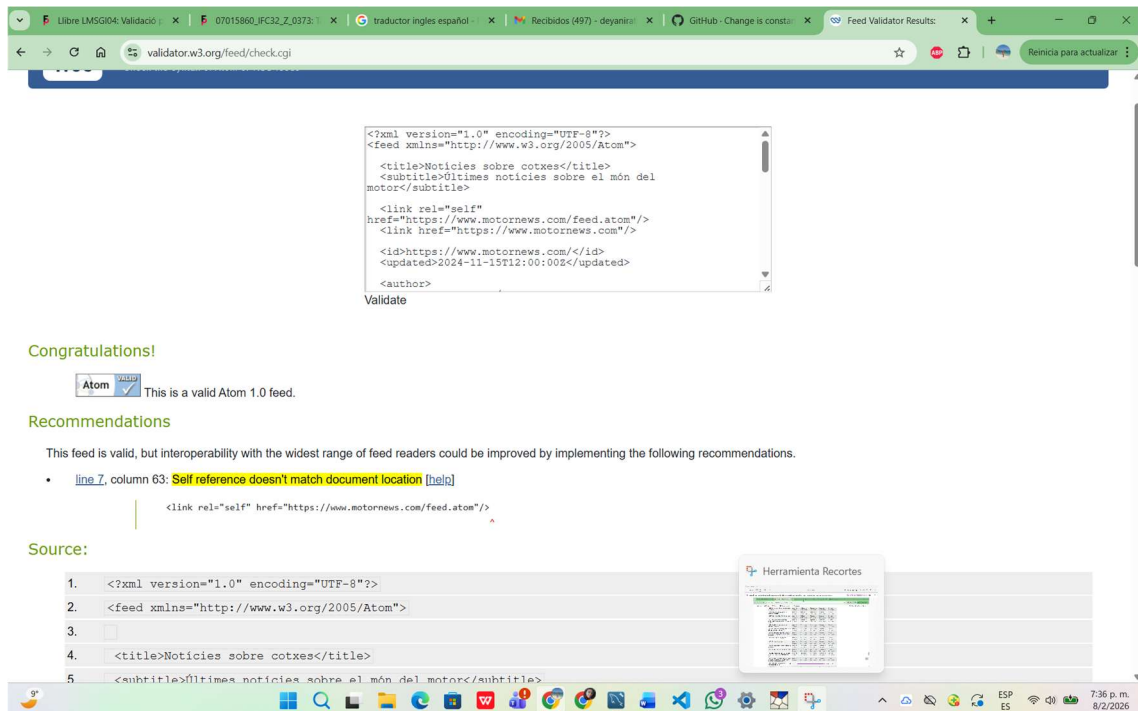 Llibre LMSGI04: Validació p
07015860_IFC32_Z_0373: T
traductor ingles español -
Recibidos (497) - deyanira
GitHub · Change is constan
Feed Validator Results:
validator.w3.org/feed/check.cgi
ABP
Reinicia para actualizar
<?xml version="1.0" encoding="UTF-8"?>
<feed xmlns="http://www.w3.org/2005/Atom">
<title>Noticies sobre cotxes</title>
<subtitle>Últimes noticies sobre el món del
motor</subtitle>
<link rel="self"
href="https://www.motornews.com/feed.atom"/>
<link href="https://www.motornews.com"/>
<id>https://www.motornews.com/</id>
<updated>2024-11-15T12:00:00Z</updated>
<author>
Validate
Congratulations!
Atom VALID This is a valid Atom 1.0 feed.
Recommendations
This feed is valid, but interoperability with the widest range of feed readers could be improved by implementing the following recommendations.
• line 7, column 63: Self reference doesn't match document location [help]
<link rel="self" href="https://www.motornews.com/feed.atom"/>
^
Source:
1. <?xml version="1.0" encoding="UTF-8"?>
2. <feed xmlns="http://www.w3.org/2005/Atom">
3.
4. <title>Noticies sobre cotxes</title>
5. <subtitle>Últimes noticies sobre el món del motor</subtitle>
Herramienta Recortes
9°
3
ESP
ES
7:36 p. m.
8/2/2026